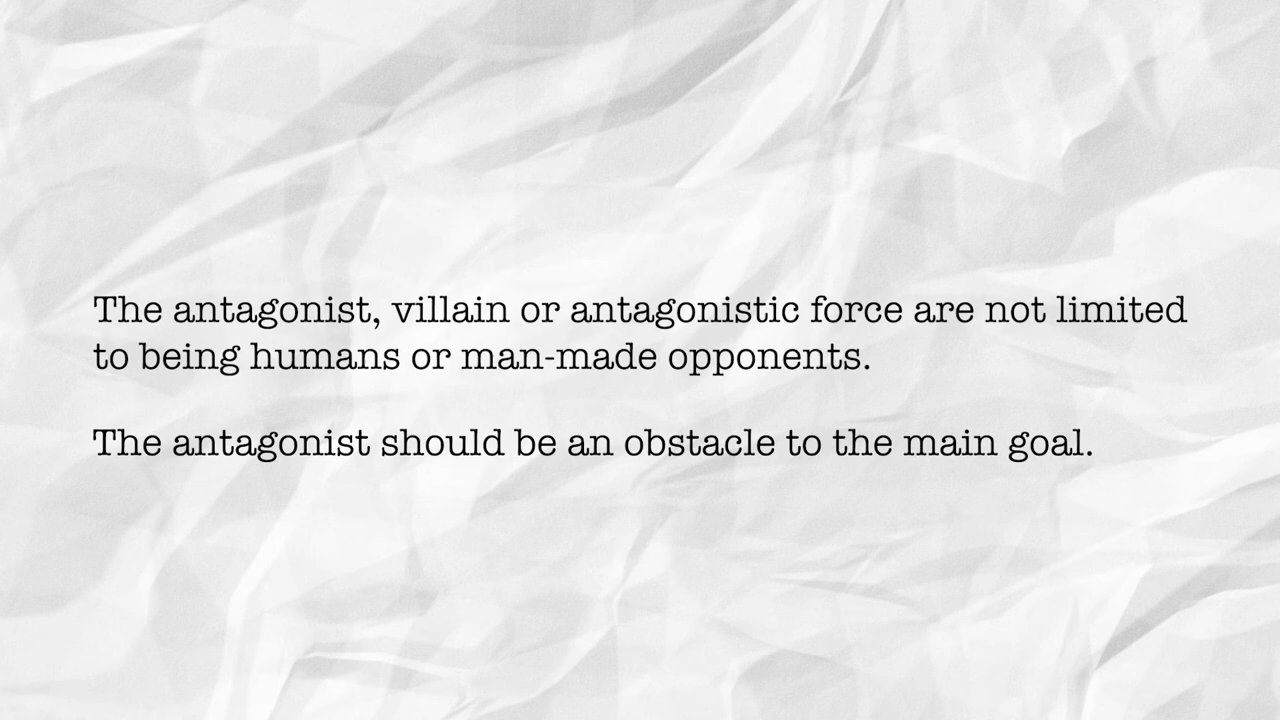 The antagonist, villain or antagonistic force are not limited
to being humans or man-made opponents.
The antagonist should be an obstacle to the main goal.